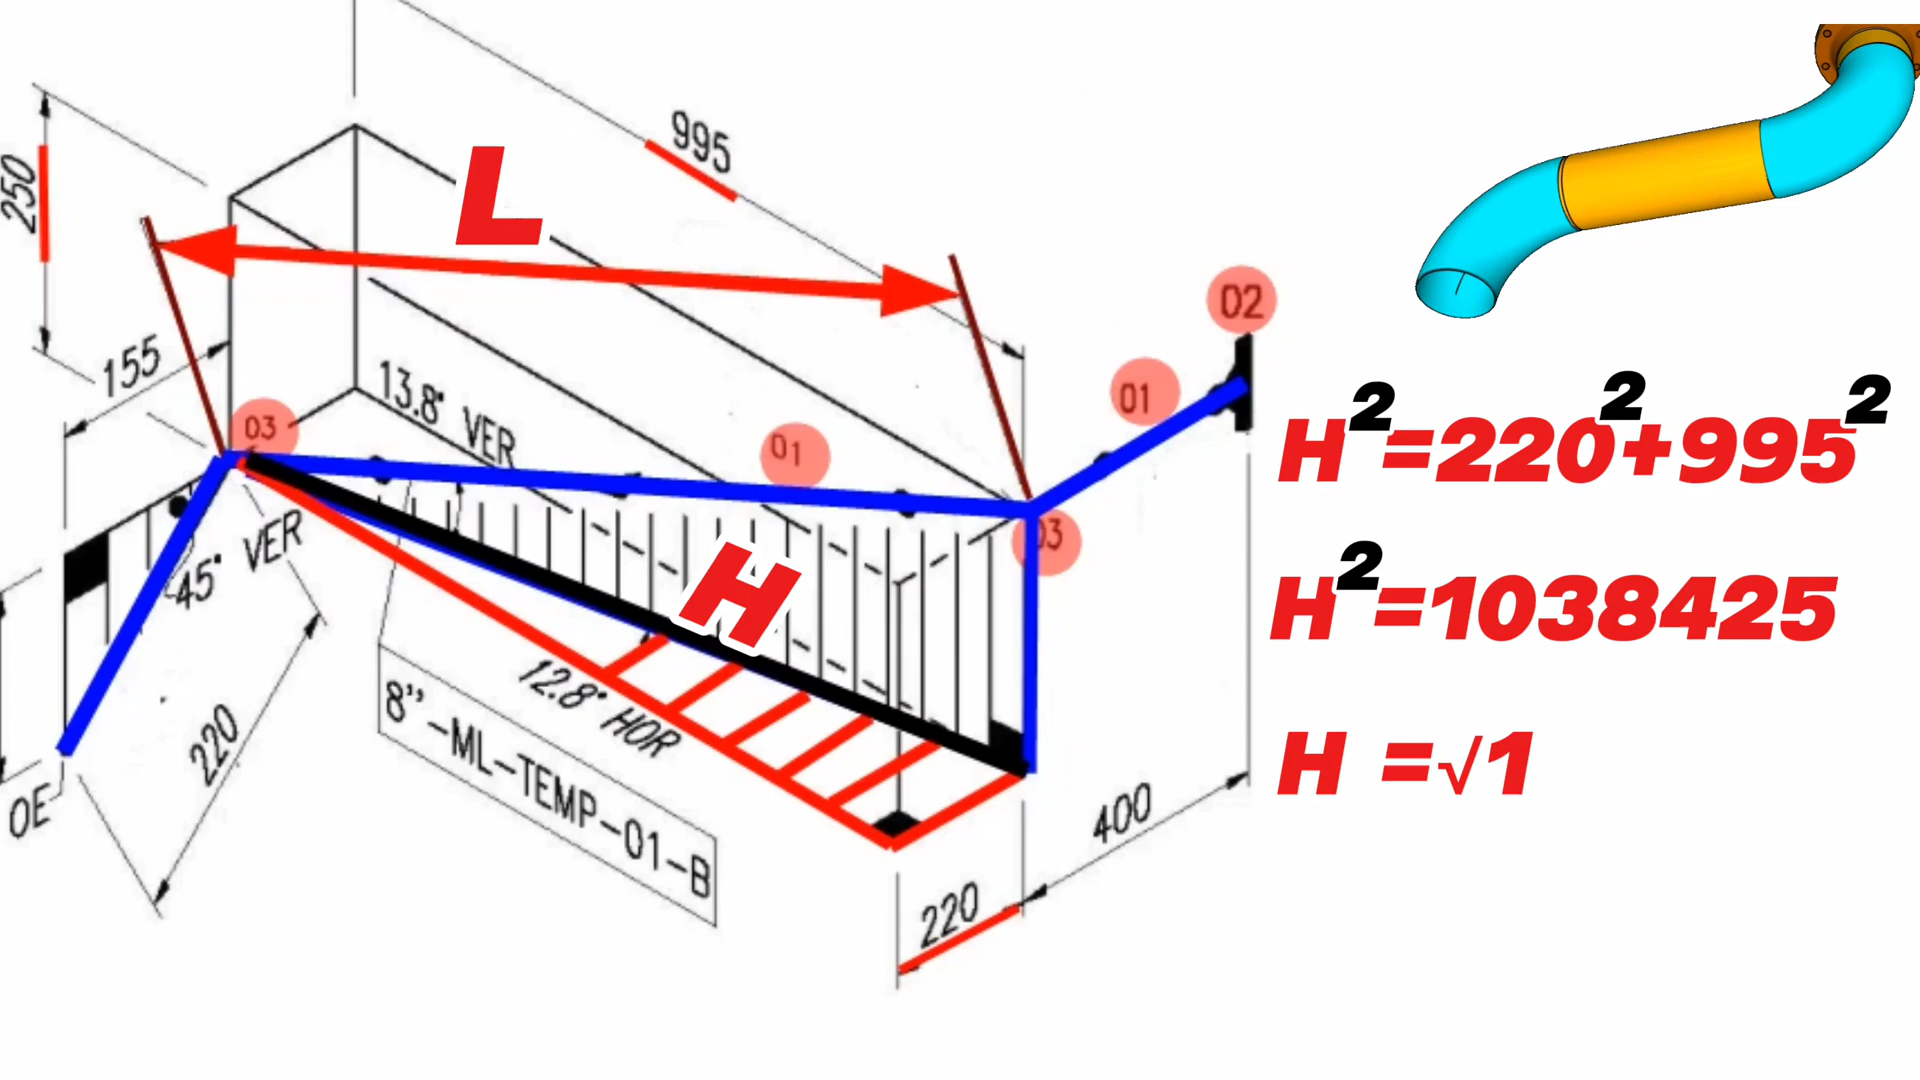 995
L
250
02
155
01
13.8° VER
03
01
H²=220²+995²
03
45° VER
H
H²=1038425
12.8° HOR
220
8”-ML-TEMP-01-B
H =√1
OE
400
220